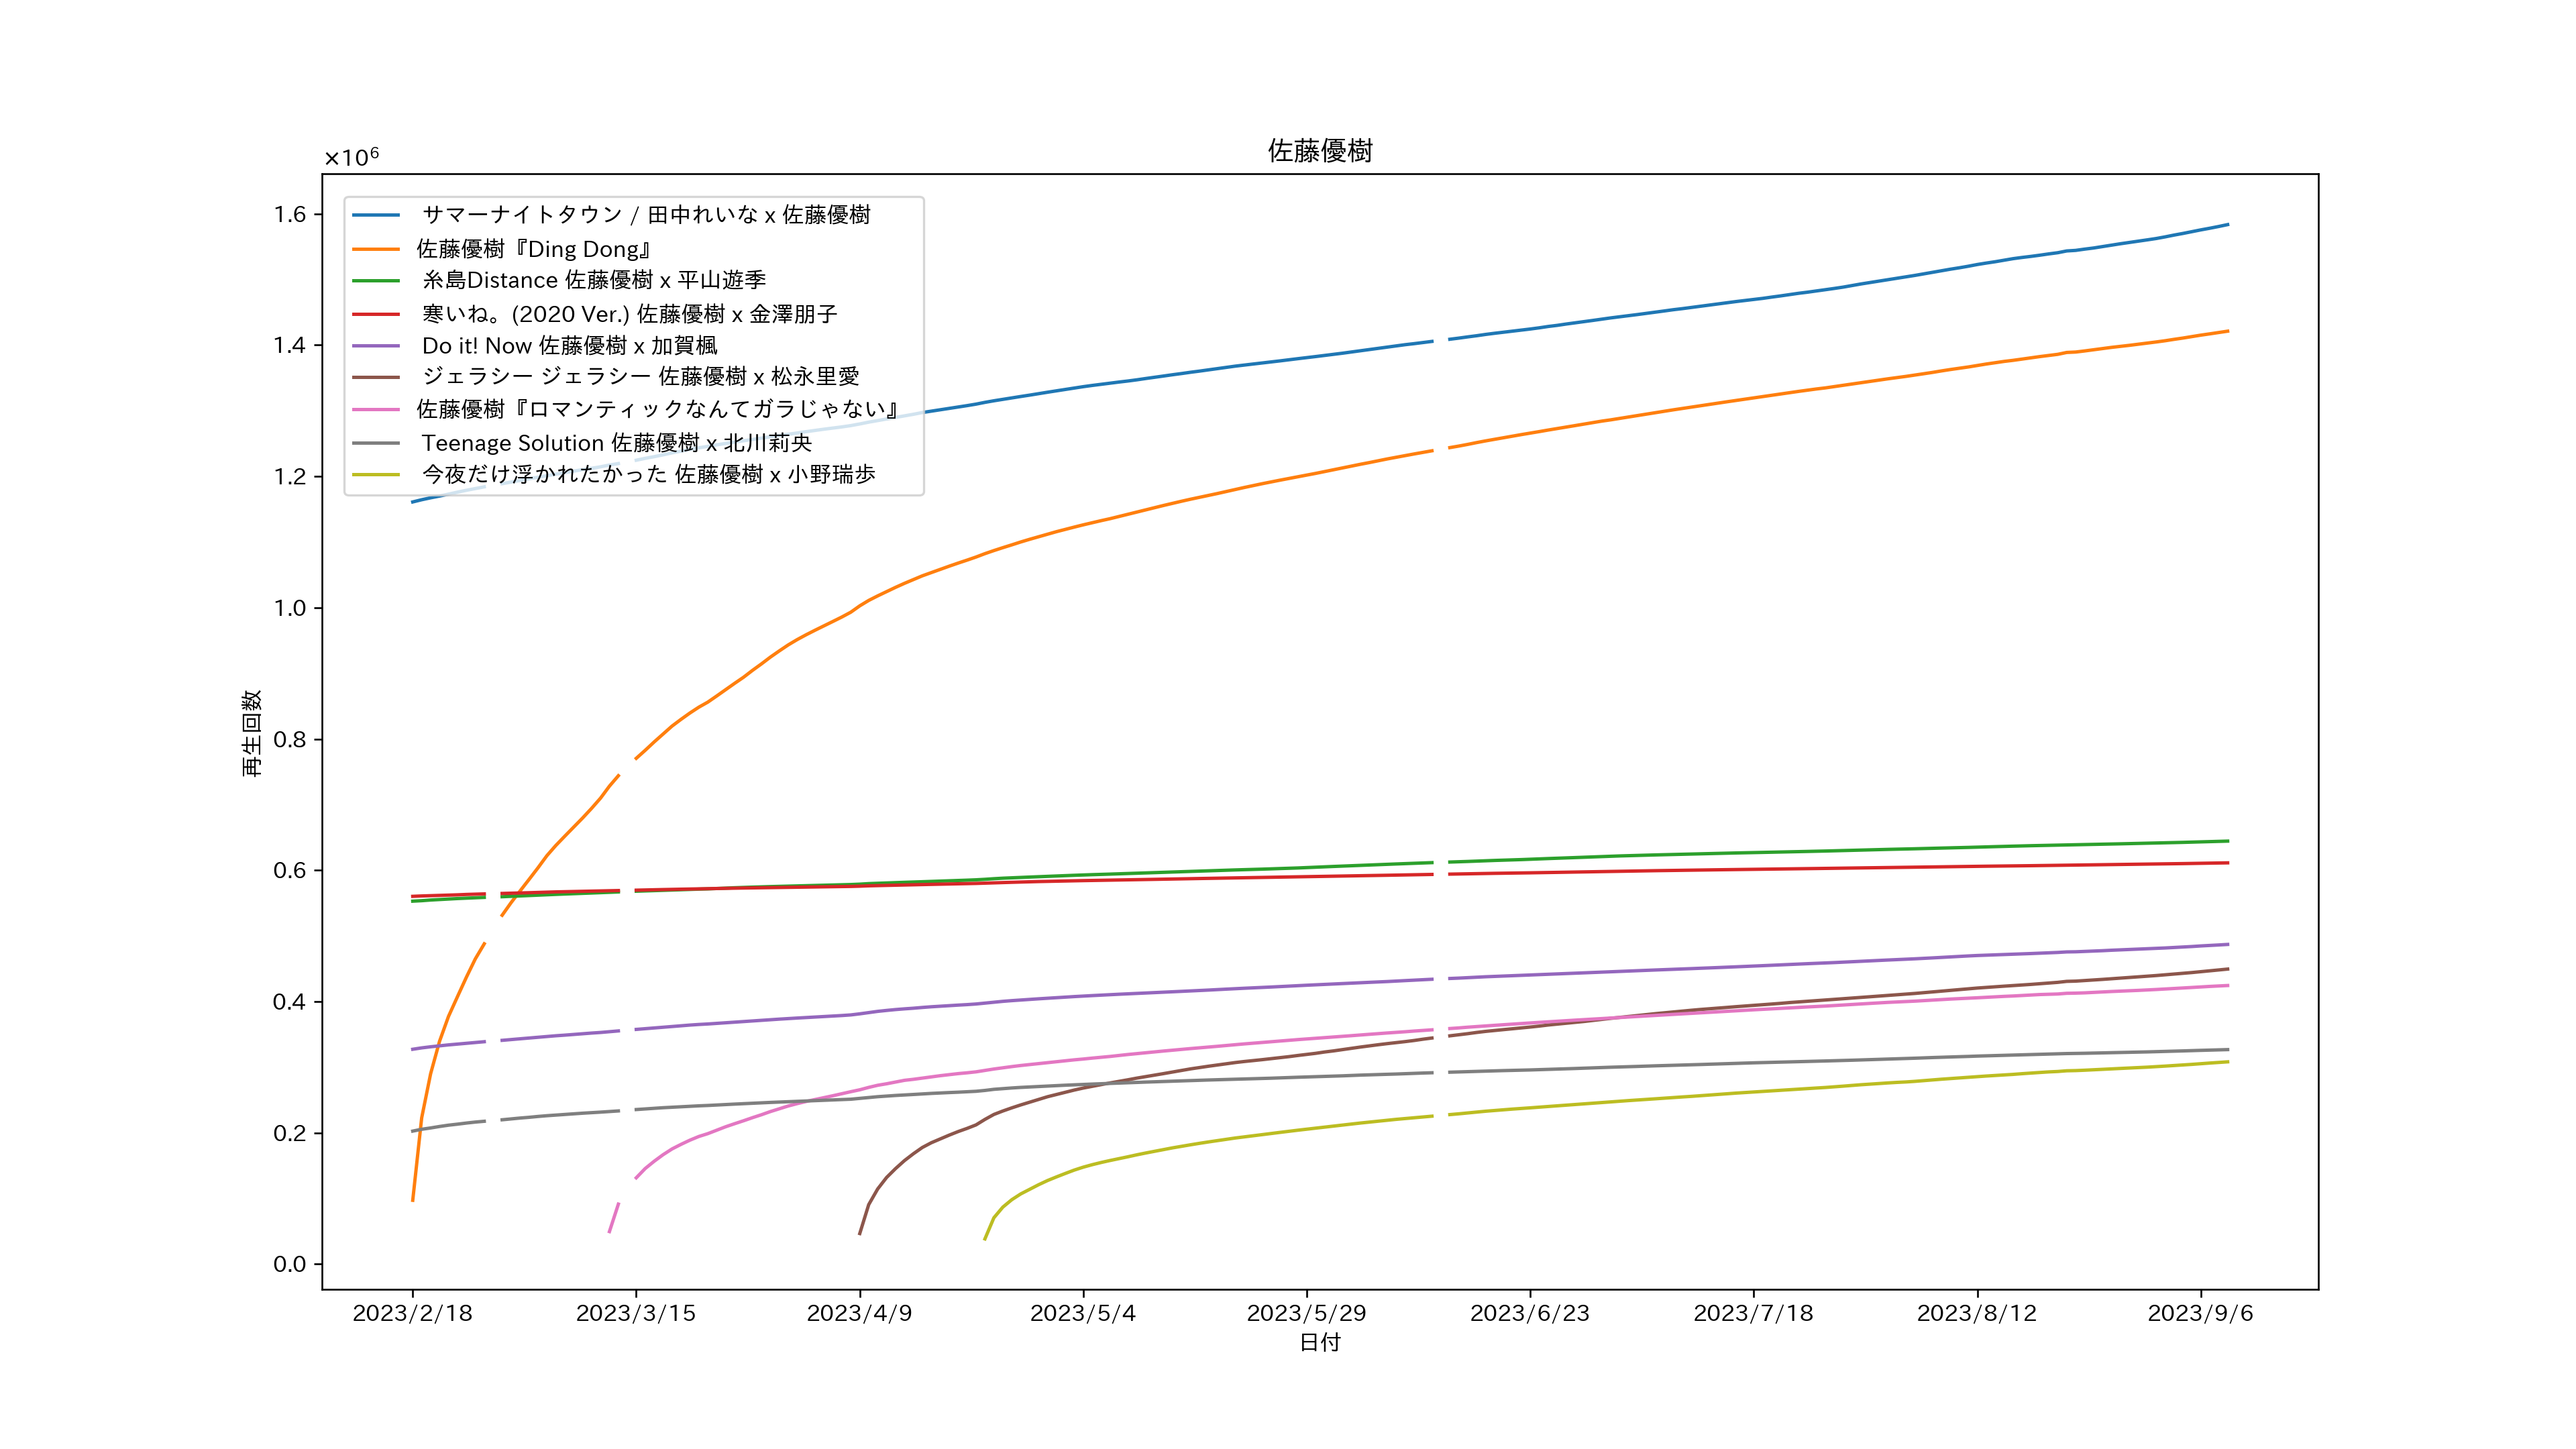 佐藤優樹
×10⁶
1.6
1.4
1.2
1.0
0.8
0.6
0.4
0.2
0.0
再生回数
サマーナイトタウン / 田中れいな x 佐藤優樹
佐藤優樹『Ding Dong』
糸島Distance 佐藤優樹 x 平山遊季
寒いね。(2020 Ver.) 佐藤優樹 x 金澤朋子
Do it! Now 佐藤優樹 x 加賀楓
ジェラシー ジェラシー 佐藤優樹 x 松永里愛
佐藤優樹『ロマンティックなんてガラじゃない』
Teenage Solution 佐藤優樹 x 北川莉央
今夜だけ浮かれたかった 佐藤優樹 x 小野瑞歩
2023/2/18 2023/3/15 2023/4/9 2023/5/4 2023/5/29 2023/6/23 2023/7/18 2023/8/12 2023/9/6
日付